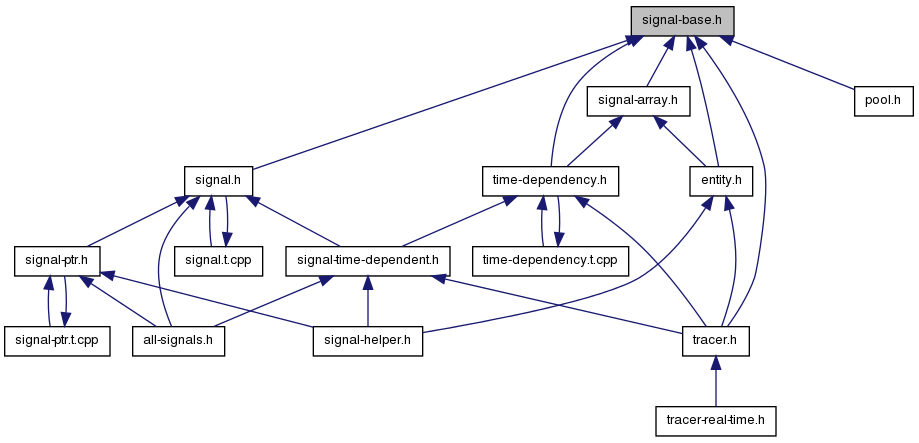 signal-base.h
signal-array.h
pool.h
signal.h
time-dependency.h
entity.h
signal-ptr.h
signal.t.cpp
signal-time-dependent.h
time-dependency.t.cpp
signal-ptr.t.cpp
all-signals.h
signal-helper.h
tracer.h
tracer-real-time.h